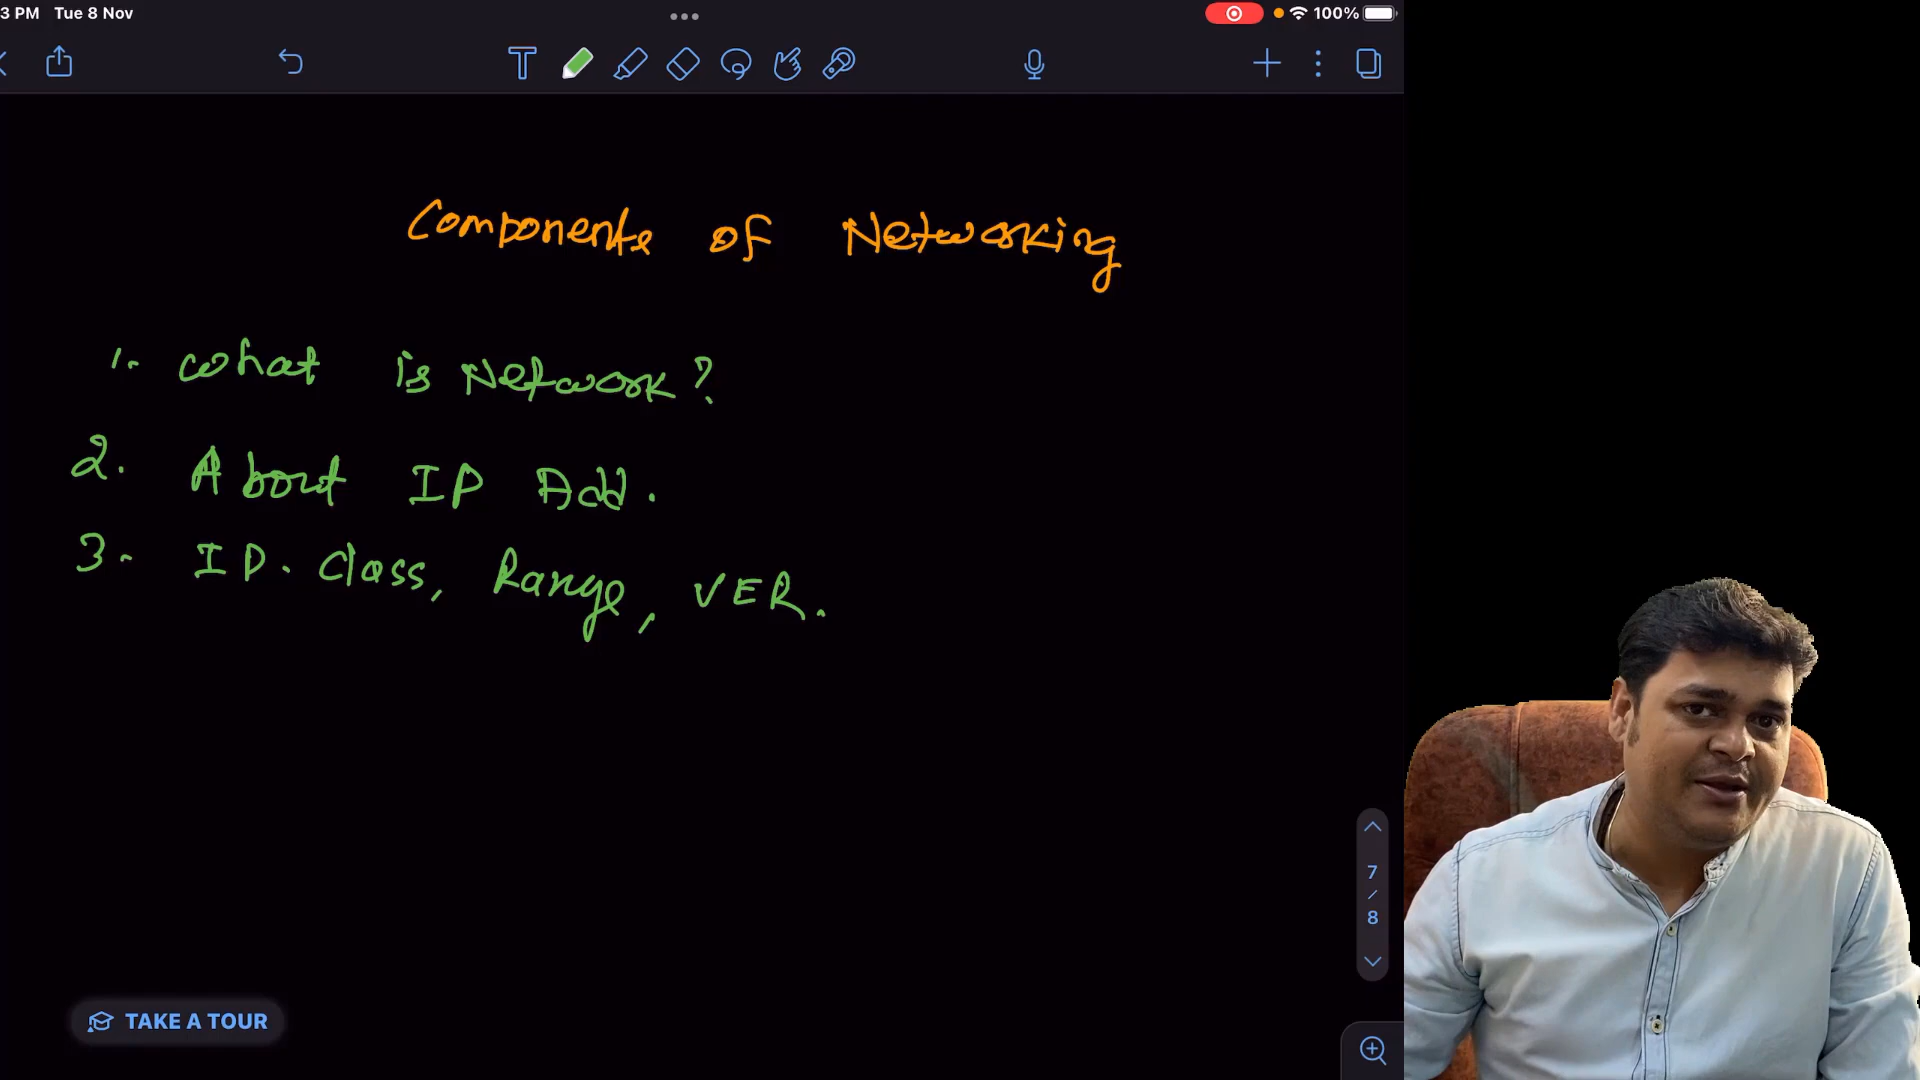 3 PM Tue 8 Nov
100%
Components of Networking
1. What is Network?
2. About IP Add.
3. IP. Class, Range, VER.
7
/
8
TAKE A TOUR